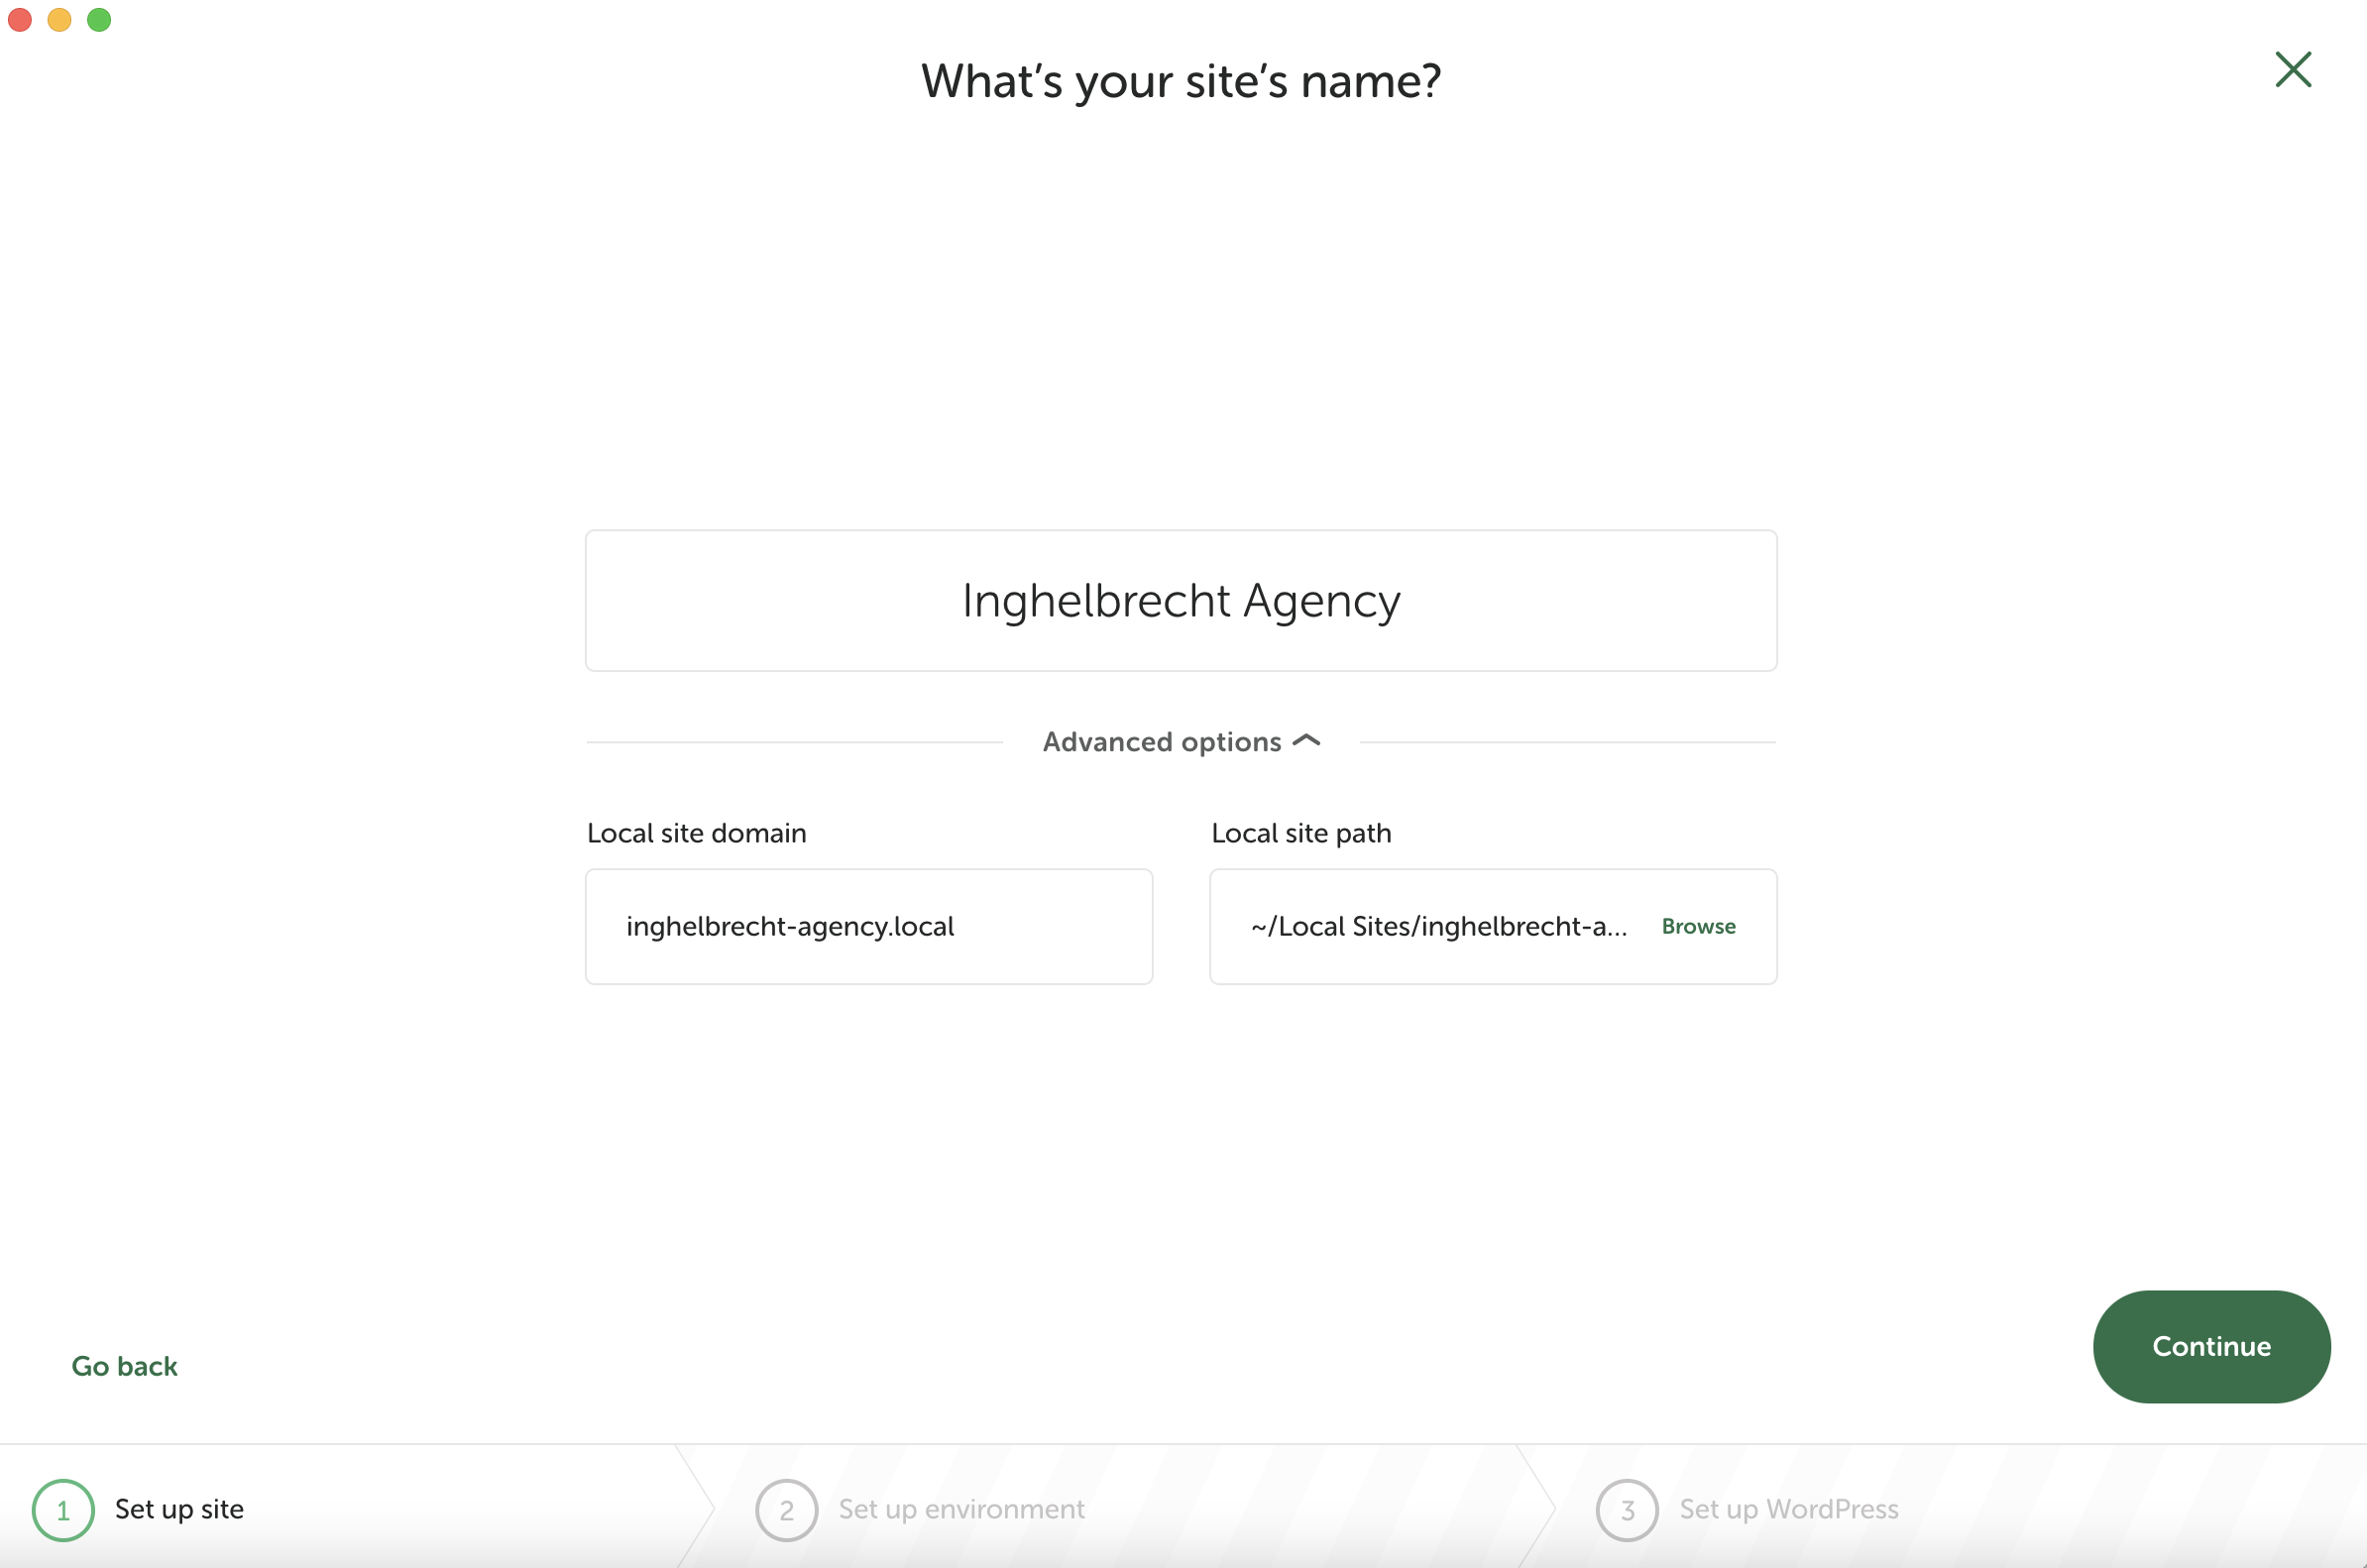 What's your site's name?
Inghelbrecht Agency
Advanced options
Local site domain
Local site path
inghelbrecht-agency.local
~/Local Sites/inghelbrecht-a...
Browse
Go back
Continue
1 Set up site
2 Set up environment
3 Set up WordPress